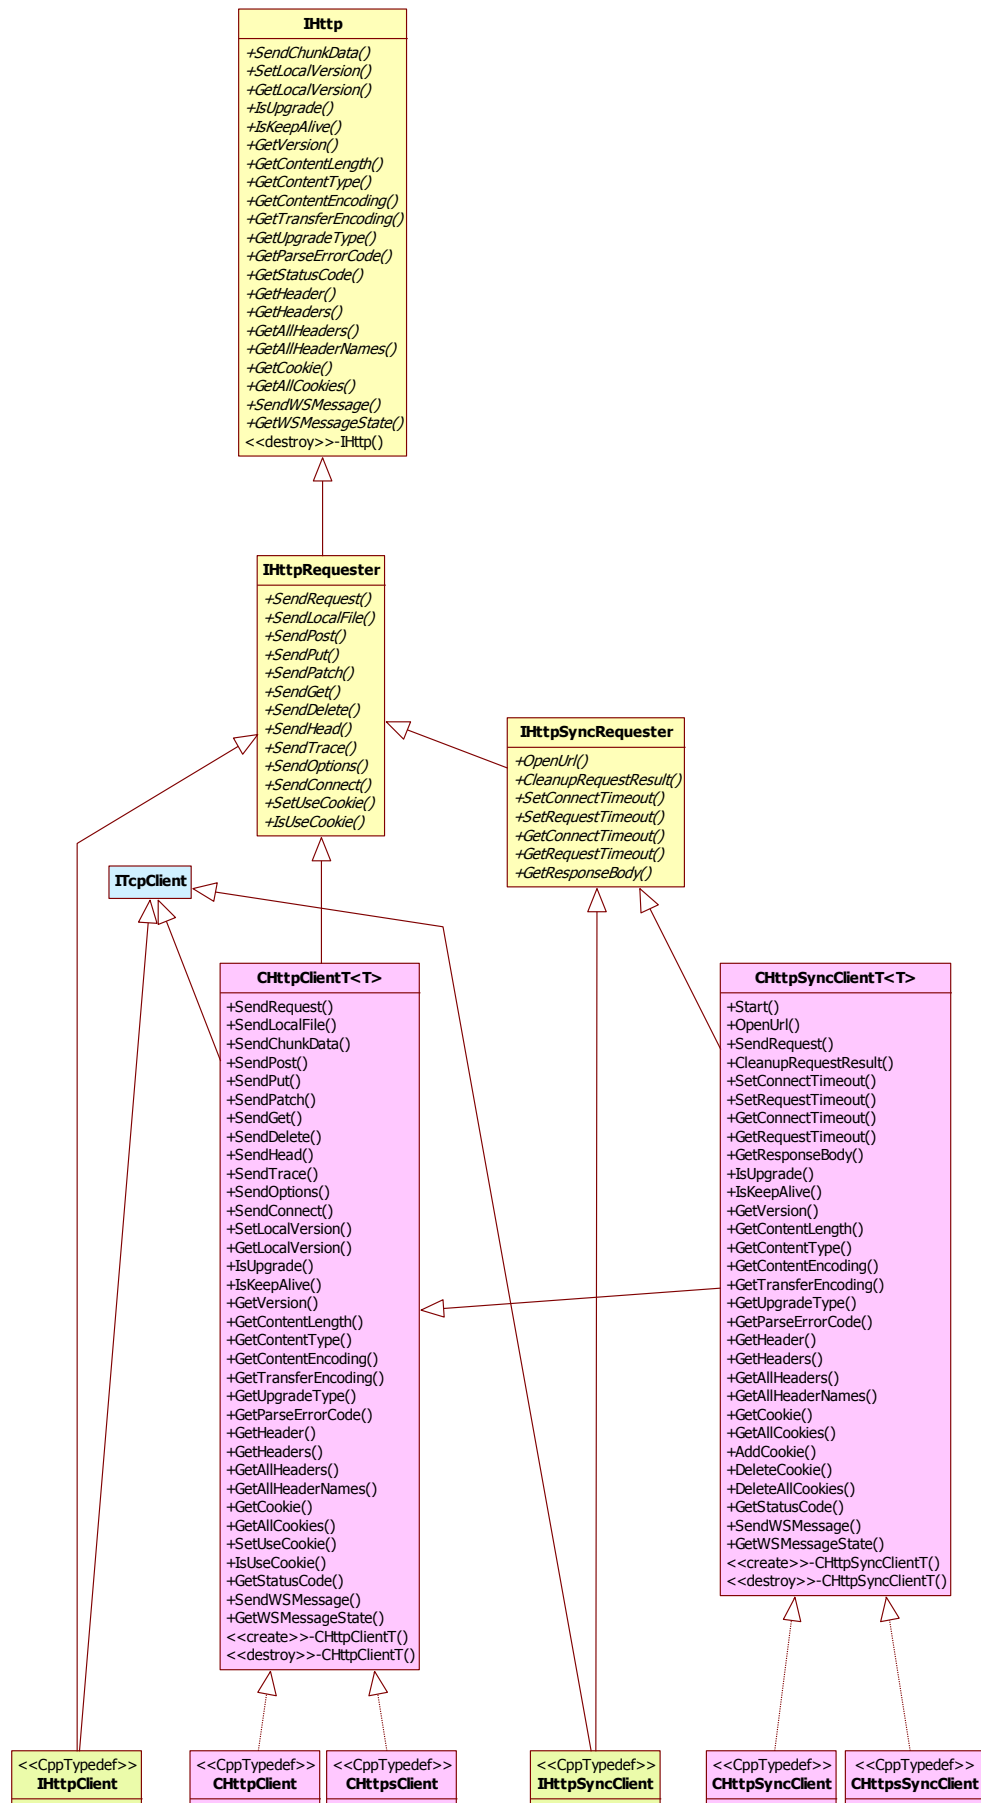 IHttp
+SendChunkData()
+SetLocalVersion()
+GetLocalVersion()
+IsUpgrade()
+IsKeepAlive()
+GetVersion()
+GetContentLength()
+GetContentType()
+GetContentEncoding()
+GetTransferEncoding()
+GetUpgradeType()
+GetParseErrorCode()
+GetStatusCode()
+GetHeader()
+GetHeaders()
+GetAllHeaders()
+GetAllHeaderNames()
+GetCookie()
+GetAllCookies()
+SendWSMessage()
+GetWSMessageState()
<<destroy>>-IHttp()
IHttpRequester
+SendRequest()
+SendLocalFile()
+SendPost()
+SendPut()
+SendPatch()
+SendGet()
+SendDelete()
+SendHead()
+SendTrace()
+SendOptions()
+SendConnect()
+SetUseCookie()
+IsUseCookie()
IHttpSyncRequester
+OpenUrl()
+CleanupRequestResult()
+SetConnectTimeout()
+SetRequestTimeout()
+GetConnectTimeout()
+GetRequestTimeout()
+GetResponseBody()
ITcpClient
CHttpClientT<T>
+SendRequest()
+SendLocalFile()
+SendChunkData()
+SendPost()
+SendPut()
+SendPatch()
+SendGet()
+SendDelete()
+SendHead()
+SendTrace()
+SendOptions()
+SendConnect()
+SetLocalVersion()
+GetLocalVersion()
+IsUpgrade()
+IsKeepAlive()
+GetVersion()
+GetContentLength()
+GetContentType()
+GetContentEncoding()
+GetTransferEncoding()
+GetUpgradeType()
+GetParseErrorCode()
+GetHeader()
+GetHeaders()
+GetAllHeaders()
+GetAllHeaderNames()
+GetCookie()
+GetAllCookies()
+SetUseCookie()
+IsUseCookie()
+GetStatusCode()
+SendWSMessage()
+GetWSMessageState()
<<create>>-CHttpClientT()
<<destroy>>-CHttpClientT()
CHttpSyncClientT<T>
+Start()
+OpenUrl()
+SendRequest()
+CleanupRequestResult()
+SetConnectTimeout()
+SetRequestTimeout()
+GetConnectTimeout()
+GetRequestTimeout()
+GetResponseBody()
+IsUpgrade()
+IsKeepAlive()
+GetVersion()
+GetContentLength()
+GetContentType()
+GetContentEncoding()
+GetTransferEncoding()
+GetUpgradeType()
+GetParseErrorCode()
+GetHeader()
+GetHeaders()
+GetAllHeaders()
+GetAllHeaderNames()
+GetCookie()
+GetAllCookies()
+AddCookie()
+DeleteCookie()
+DeleteAllCookies()
+GetStatusCode()
+SendWSMessage()
+GetWSMessageState()
<<create>>-CHttpSyncClientT()
<<destroy>>-CHttpSyncClientT()
<<CppTypedef>>
IHttpClient
<<CppTypedef>>
CHttpClient
<<CppTypedef>>
CHttpsClient
<<CppTypedef>>
IHttpSyncClient
<<CppTypedef>>
CHttpSyncClient
<<CppTypedef>>
CHttpsSyncClient